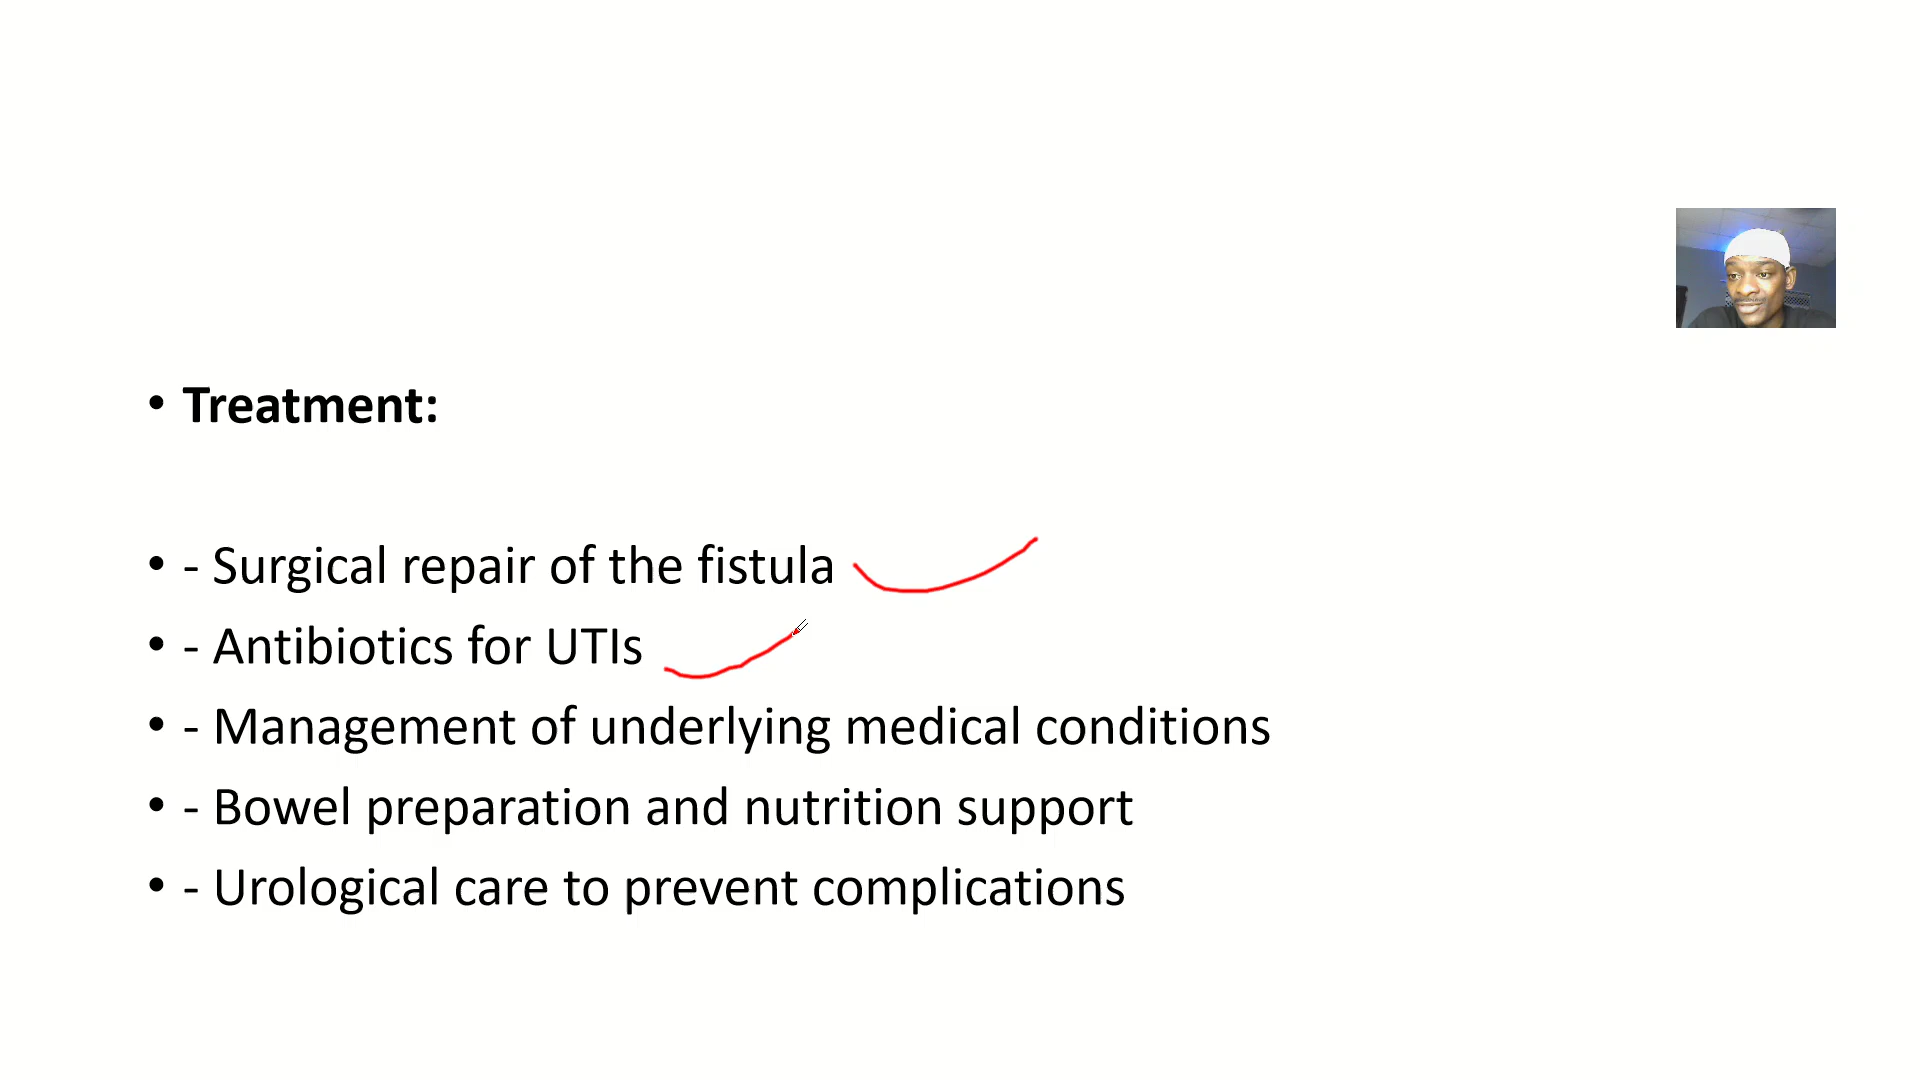 • Treatment:
• - Surgical repair of the fistula
• - Antibiotics for UTIs
• - Management of underlying medical conditions
• - Bowel preparation and nutrition support
• - Urological care to prevent complications